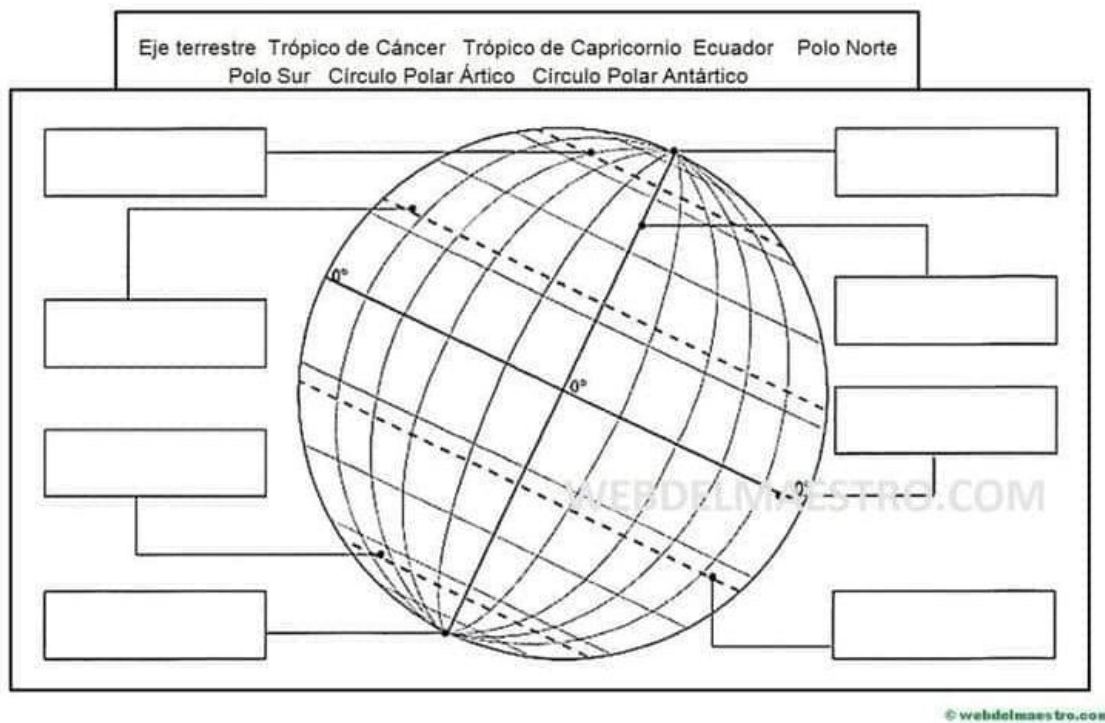 Eje terrestre Trópico de Cáncer Trópico de Capricornio Ecuador Polo Norte
Polo Sur Círculo Polar Ártico Círculo Polar Antártico
0°
0°
0°
WEBDELMAESTRO.COM
© webdelmaestro.com